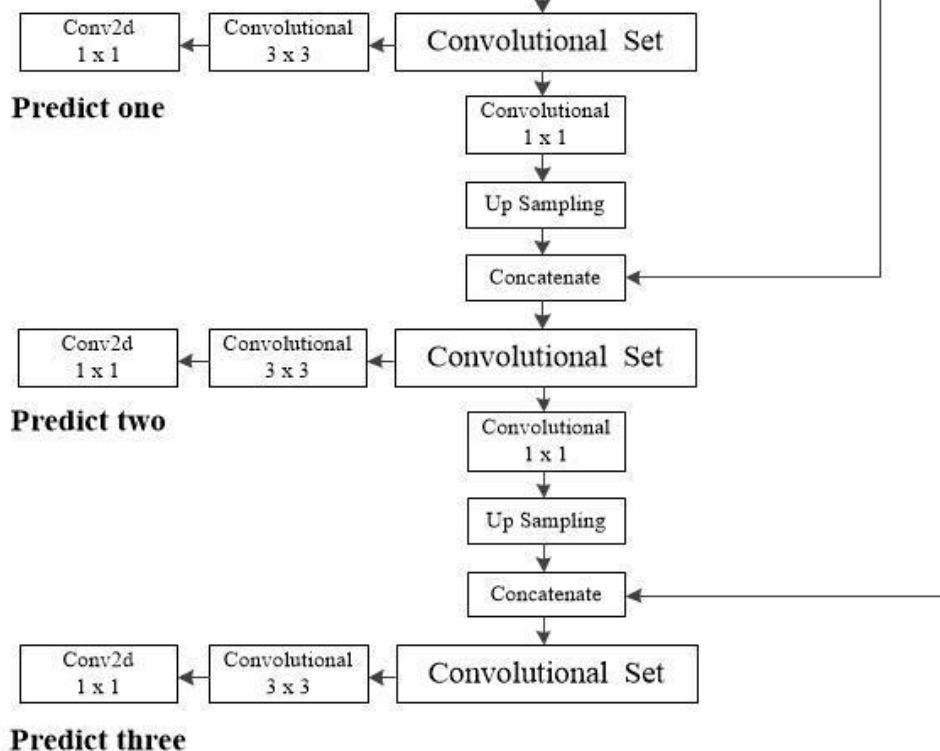 Conv2d
1 x 1
Convolutional
3 x 3
Convolutional Set
Predict one
Convolutional
1 x 1
Up Sampling
Concatenate
Conv2d
1 x 1
Convolutional
3 x 3
Convolutional Set
Predict two
Convolutional
1 x 1
Up Sampling
Concatenate
Conv2d
1 x 1
Convolutional
3 x 3
Convolutional Set
Predict three